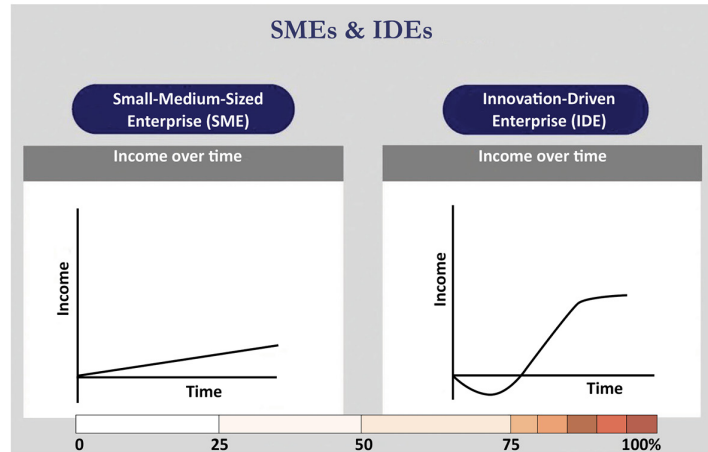 SMEs & IDEs
Small-Medium-Sized
Enterprise (SME)
Income over time
Income
Time
Innovation-Driven
Enterprise (IDE)
Income over time
Income
Time
0 25 50 75 100%